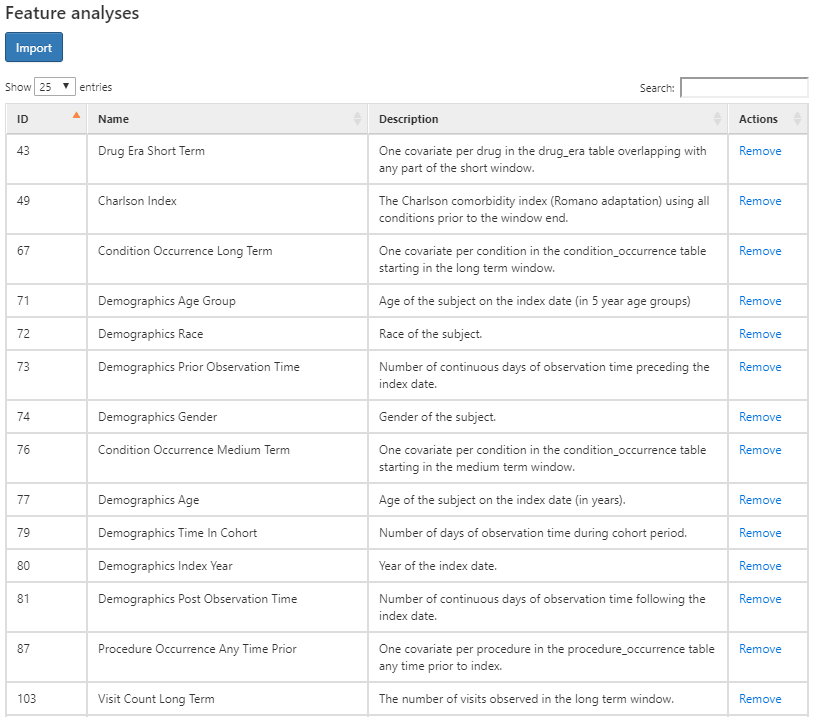 Feature analyses
Import
Show 25 entries Search:
ID Name Description Actions
43 Drug Era Short Term One covariate per drug in the drug_era table overlapping with Remove
any part of the short window.
49 Charlson Index The Charlson comorbidity index (Romano adaptation) using all Remove
conditions prior to the window end.
67 Condition Occurrence Long Term One covariate per condition in the condition_occurrence table Remove
starting in the long term window.
71 Demographics Age Group Age of the subject on the index date (in 5 year age groups) Remove
72 Demographics Race Race of the subject. Remove
73 Demographics Prior Observation Time Number of continuous days of observation time preceding the Remove
index date.
74 Demographics Gender Gender of the subject. Remove
76 Condition Occurrence Medium Term One covariate per condition in the condition_occurrence table Remove
starting in the medium term window.
77 Demographics Age Age of the subject on the index date (in years). Remove
79 Demographics Time In Cohort Number of days of observation time during cohort period. Remove
80 Demographics Index Year Year of the index date. Remove
81 Demographics Post Observation Time Number of continuous days of observation time following the Remove
index date.
87 Procedure Occurrence Any Time Prior One covariate per procedure in the procedure_occurrence table Remove
any time prior to index.
103 Visit Count Long Term The number of visits observed in the long term window. Remove